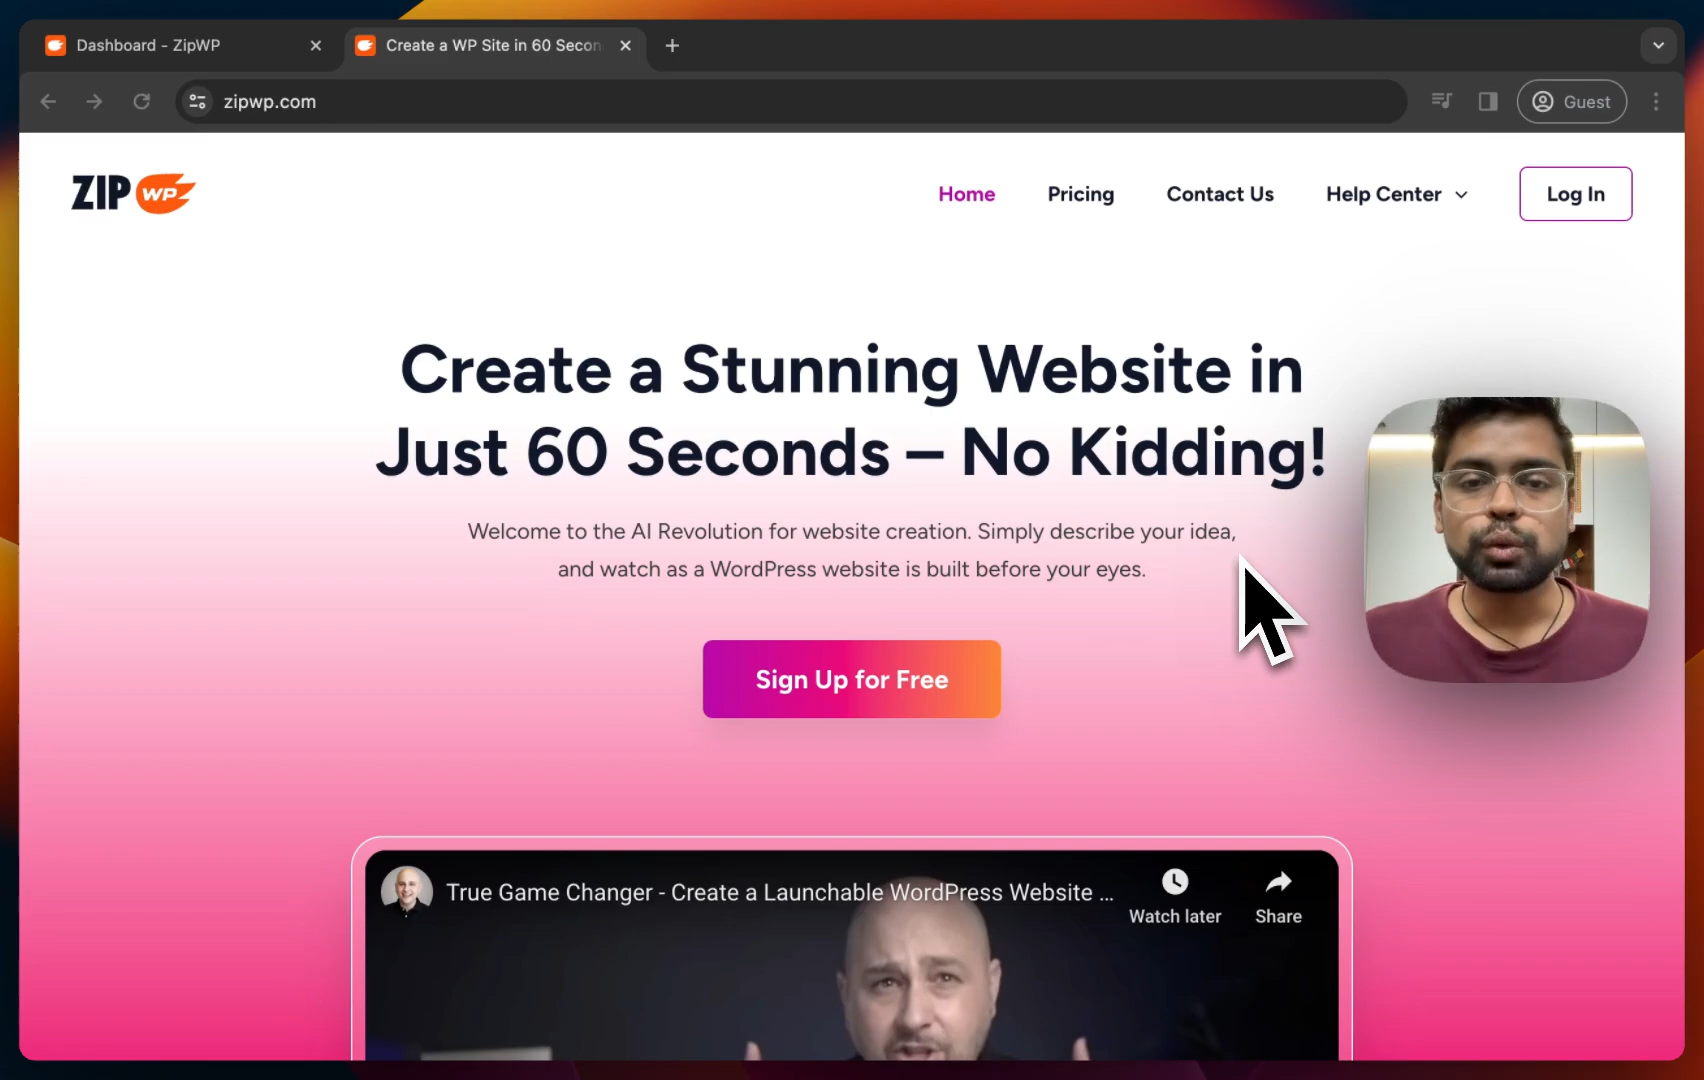 Dashboard - ZipWP
Create a WP Site in 60 Secon
zipwp.com
Guest
ZIP WP
Home
Pricing
Contact Us
Help Center
Log In
Create a Stunning Website in
Just 60 Seconds – No Kidding!
Welcome to the AI Revolution for website creation. Simply describe your idea,
and watch as a WordPress website is built before your eyes.
Sign Up for Free
True Game Changer - Create a Launchable WordPress Website ...
Watch later
Share